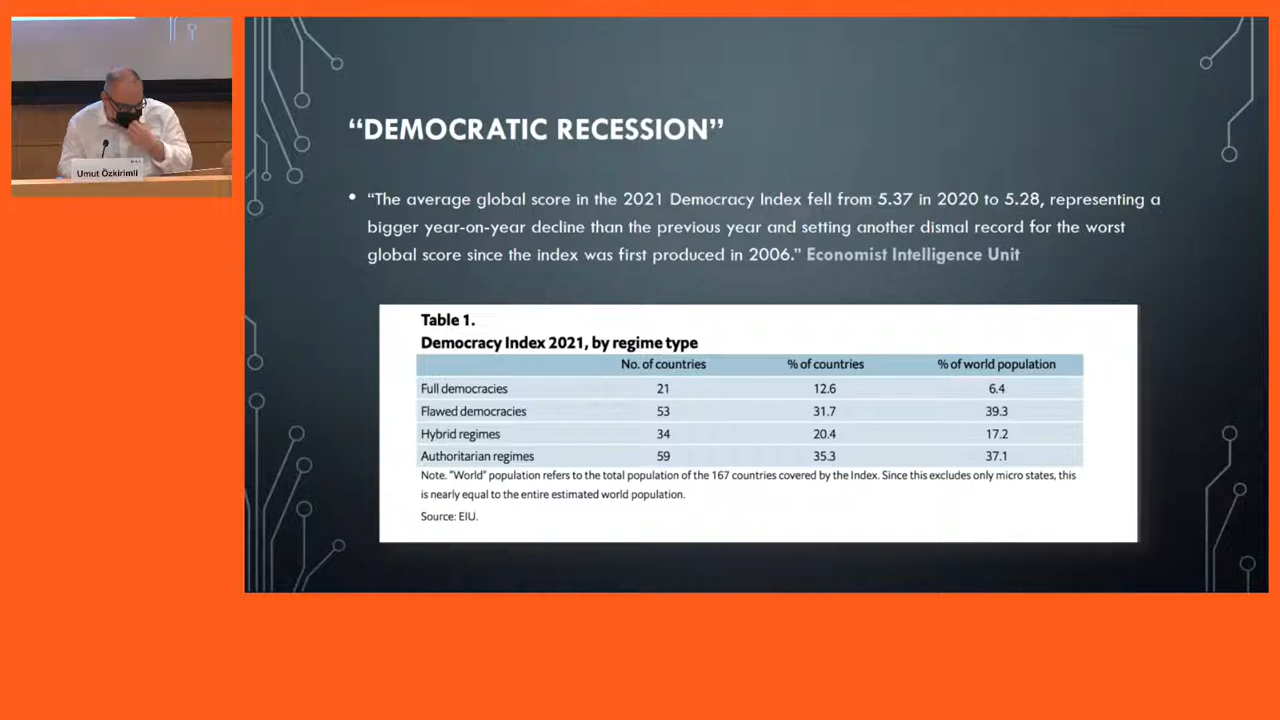 Umut Özkirimli
“DEMOCRATIC RECESSION”
• “The average global score in the 2021 Democracy Index fell from 5.37 in 2020 to 5.28, representing a
bigger year-on-year decline than the previous year and setting another dismal record for the worst
global score since the index was first produced in 2006.” Economist Intelligence Unit
Table 1.
Democracy Index 2021, by regime type
No. of countries % of countries % of world population
Full democracies 21 12.6 6.4
Flawed democracies 53 31.7 39.3
Hybrid regimes 34 20.4 17.2
Authoritarian regimes 59 35.3 37.1
Note. "World" population refers to the total population of the 167 countries covered by the Index. Since this excludes only micro states, this
is nearly equal to the entire estimated world population.
Source: EIU.